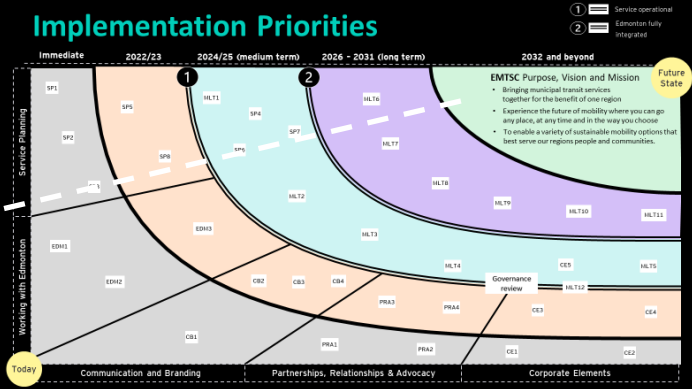 Implementation Priorities
1 Service operational
2 Edmonton fully
integrated
Immediate
2022/23
2024/25 (medium term)
2026 - 2031 (long term)
2032 and beyond
Future
State
1
2
EMTSC Purpose, Vision and Mission
• Bringing municipal transit services
together for the benefit of one region
• Experience the future of mobility where you can go
any place, at any time and in the way you choose
• To enable a variety of sustainable mobility options that
best serve our regions people and communities.
Service Planning
Working with Edmonton
SP1
SP2
SP5
SP8
MLT1
SP4
SP7
MLT6
MLT7
MLT8
MLT9
MLT10
MLT11
MLT2
MLT3
MLT4
CE5
MLT5
MLT12
Governance
review
EDM1
EDM2
EDM3
CB1
CB2
CB3
CB4
PRA3
PRA4
CE3
CE4
PRA1
PRA2
CE1
CE2
Today
Communication and Branding
Partnerships, Relationships & Advocacy
Corporate Elements